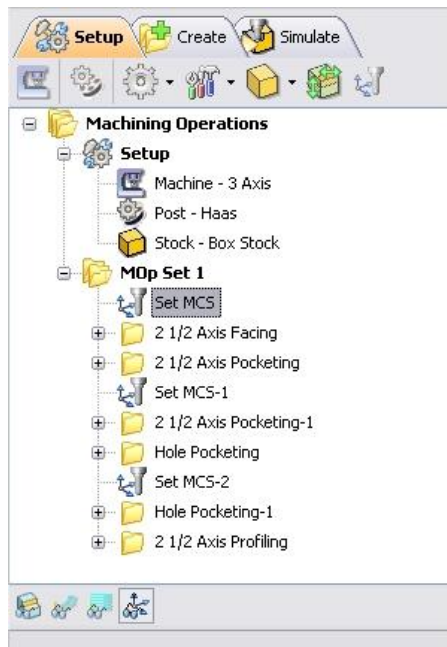 Setup Create Simulate
Machining Operations
Setup
Machine - 3 Axis
Post - Haas
Stock - Box Stock
MOp Set 1
Set MCS
2 1/2 Axis Facing
2 1/2 Axis Pocketing
Set MCS-1
2 1/2 Axis Pocketing-1
Hole Pocketing
Set MCS-2
Hole Pocketing-1
2 1/2 Axis Profiling